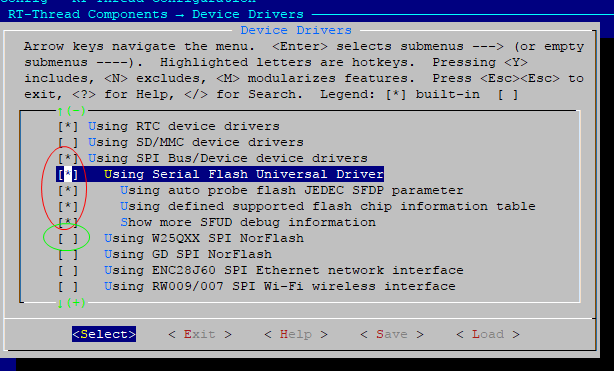 RT-Thread Components → Device Drivers
Device Drivers
Arrow keys navigate the menu.  <Enter> selects submenus ---> (or empty
submenus ----).  Highlighted letters are hotkeys.  Pressing <Y>
includes, <N> excludes, <M> modularizes features.  Press <Esc><Esc> to
exit, <?> for Help, </> for Search.  Legend: [*] built-in  [ ]
↑(-)
[*] Using RTC device drivers
[ ] Using SD/MMC device drivers
[*] Using SPI Bus/Device device drivers
[*]   Using Serial Flash Universal Driver
[*]     Using auto probe flash JEDEC SFDP parameter
[*]     Using defined supported flash chip information table
[*]     Show more SFUD debug information
[ ]   Using W25QXX SPI NorFlash
[ ]   Using GD SPI NorFlash
[ ]   Using ENC28J60 SPI Ethernet network interface
[ ]   Using RW009/007 SPI Wi-Fi wireless interface
↓(+)
<Select>    < Exit >    < Help >    < Save >    < Load >